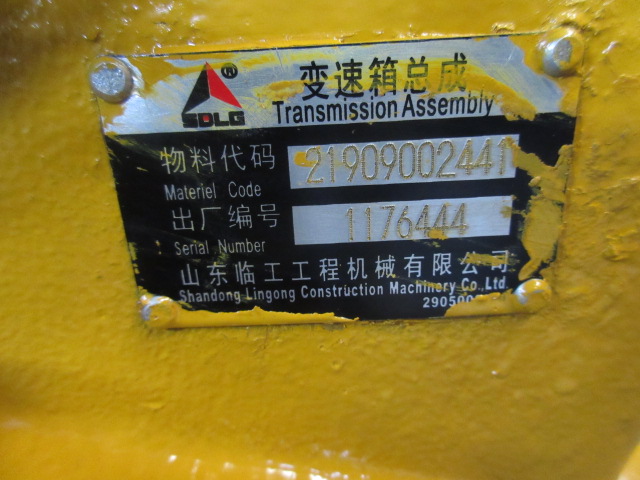 变速箱总成
SDLG®
Transmission Assembly
物料代码 21909002441
Materiel Code
出厂编号 1176444
Serial Number
山东临工工程机械有限公司
Shandong Lingong Construction Machinery Co.,Ltd.